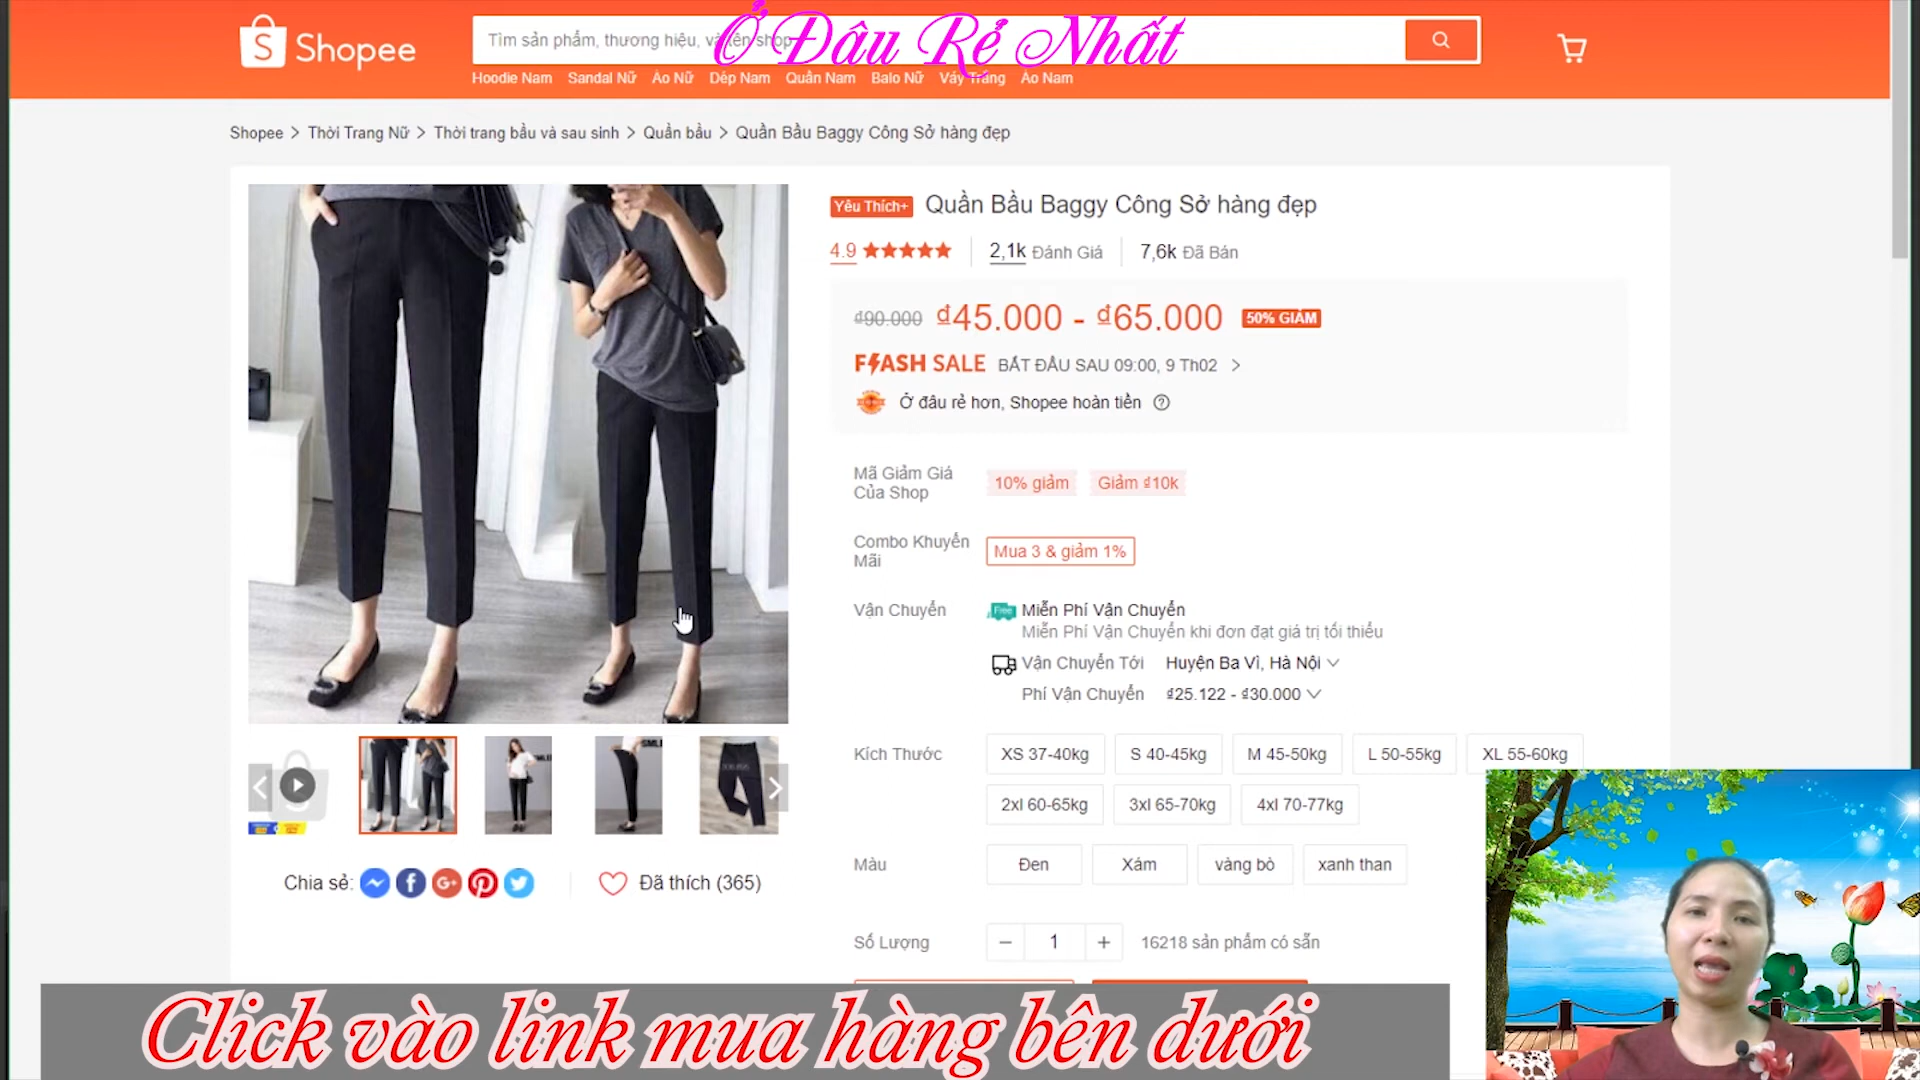 Shopee
Tìm sản phẩm, thương hiệu, và tên shop
Ở Đâu Rẻ Nhất
Hoodie Nam Sandal Nữ Áo Nữ Dép Nam Quần Nam Balo Nữ Váy Trắng Áo Nam
Shopee > Thời Trang Nữ > Thời trang bầu và sau sinh > Quần bầu > Quần Bầu Baggy Công Sở hàng đẹp
Yêu Thích+ Quần Bầu Baggy Công Sở hàng đẹp
4.9 2,1k Đánh Giá 7,6k Đã Bán
₫90.000 ₫45.000 - ₫65.000 50% GIẢM
FLASH SALE BẮT ĐẦU SAU 09:00, 9 Th02 >
Ở đâu rẻ hơn, Shopee hoàn tiền
Mã Giảm Giá
Của Shop
10% giảm Giảm ₫10k
Combo Khuyến
Mãi
Mua 3 & giảm 1%
Vận Chuyển
Free Miễn Phí Vận Chuyển
Miễn Phí Vận Chuyển khi đơn đạt giá trị tối thiểu
Vận Chuyển Tới Huyện Ba Vì, Hà Nội
Phí Vận Chuyển ₫25.122 - ₫30.000
Kích Thước XS 37-40kg S 40-45kg M 45-50kg L 50-55kg XL 55-60kg
2xl 60-65kg 3xl 65-70kg 4xl 70-77kg
Màu Đen Xám vàng bò xanh than
Chia sẻ: Đã thích (365)
Số Lượng − 1 + 16218 sản phẩm có sẵn
Click vào link mua hàng bên dưới